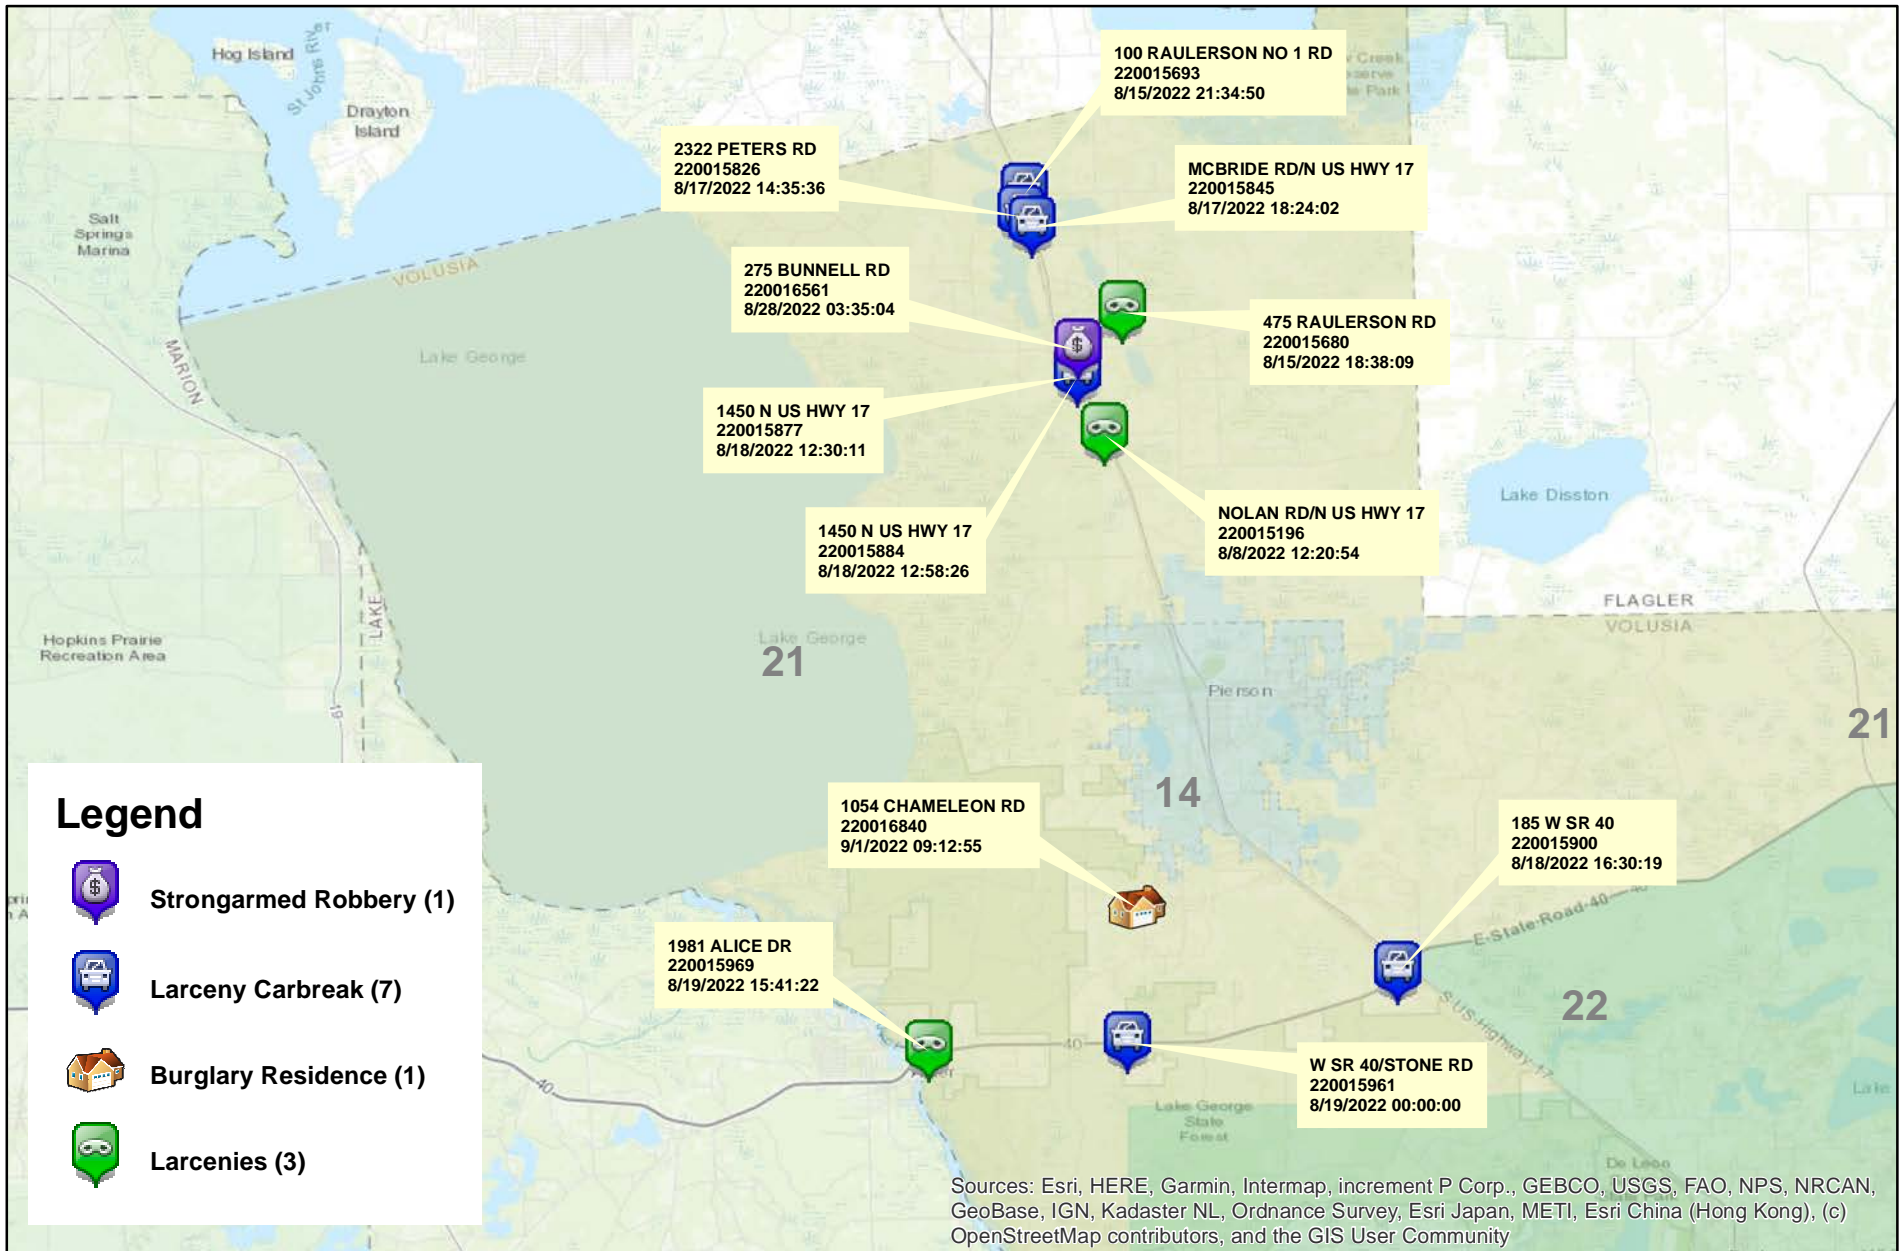 Hog Island
St Johns River
Drayton
Island
100 RAULERSON NO 1 RD
220015693
8/15/2022 21:34:50
2322 PETERS RD
220015826
8/17/2022 14:35:36
MCBRIDE RD/N US HWY 17
220015845
8/17/2022 18:24:02
Salt
Springs
Marina
VOLUSIA
MARION
Lake George
275 BUNNELL RD
220016561
8/28/2022 03:35:04
475 RAULERSON RD
220015680
8/15/2022 18:38:09
1450 N US HWY 17
220015877
8/18/2022 12:30:11
1450 N US HWY 17
220015884
8/18/2022 12:58:26
NOLAN RD/N US HWY 17
220015196
8/8/2022 12:20:54
Lake Disston
FLAGLER
VOLUSIA
LAKE
Hopkins Prairie
Recreation Area
Lake George
21
Pierson
19
21
14
1054 CHAMELEON RD
220016840
9/1/2022 09:12:55
185 W SR 40
220015900
8/18/2022 16:30:19
40
E-State-Road-40
1981 ALICE DR
220015969
8/19/2022 15:41:22
22
S US Highway 17
40
40
W SR 40/STONE RD
220015961
8/19/2022 00:00:00
Lake George
State
Forest
Lake
De Leon
Legend
Strongarmed Robbery (1)
Larceny Carbreak (7)
Burglary Residence (1)
Larcenies (3)
Sources: Esri, HERE, Garmin, Intermap, increment P Corp., GEBCO, USGS, FAO, NPS, NRCAN,
GeoBase, IGN, Kadaster NL, Ordnance Survey, Esri Japan, METI, Esri China (Hong Kong), (c)
OpenStreetMap contributors, and the GIS User Community